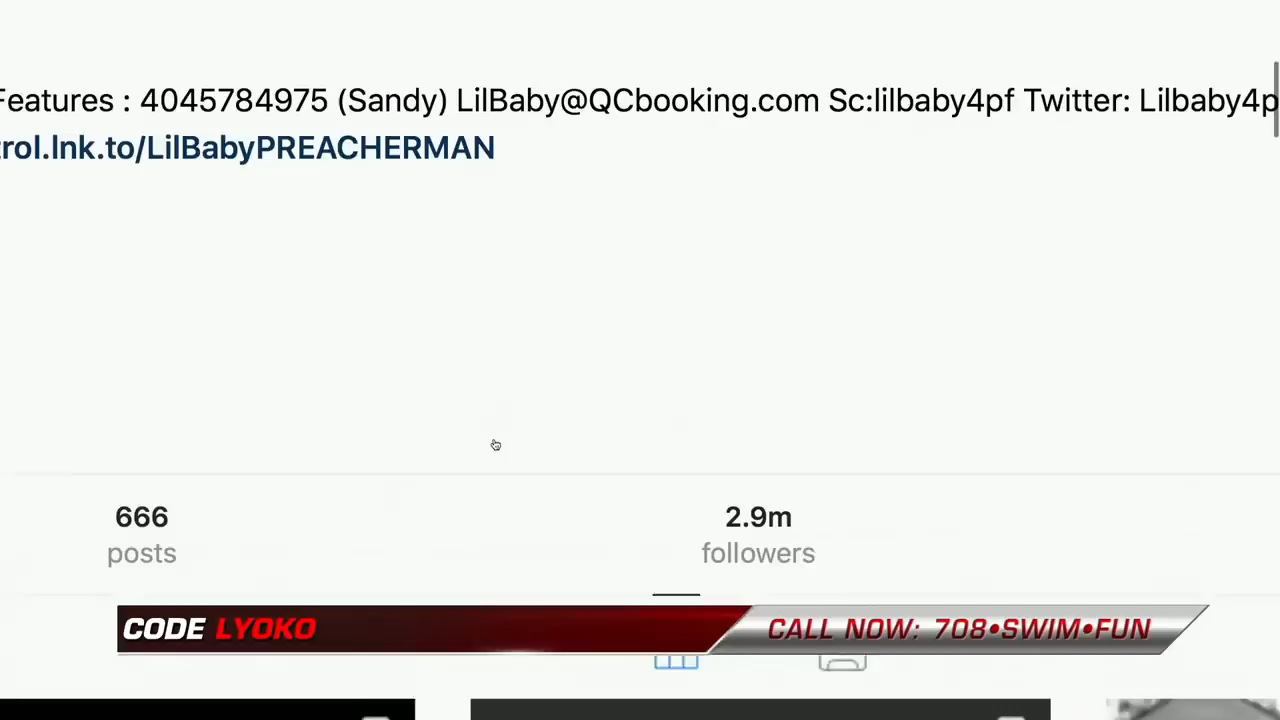 Features : 4045784975 (Sandy) LilBaby@QCbooking.com Sc:lilbaby4pf Twitter: Lilbaby4p
rol.lnk.to/LilBabyPREACHERMAN
666
2.9m
posts
followers
CODE LYOKO
CALL NOW: 708•SWIM•FUN